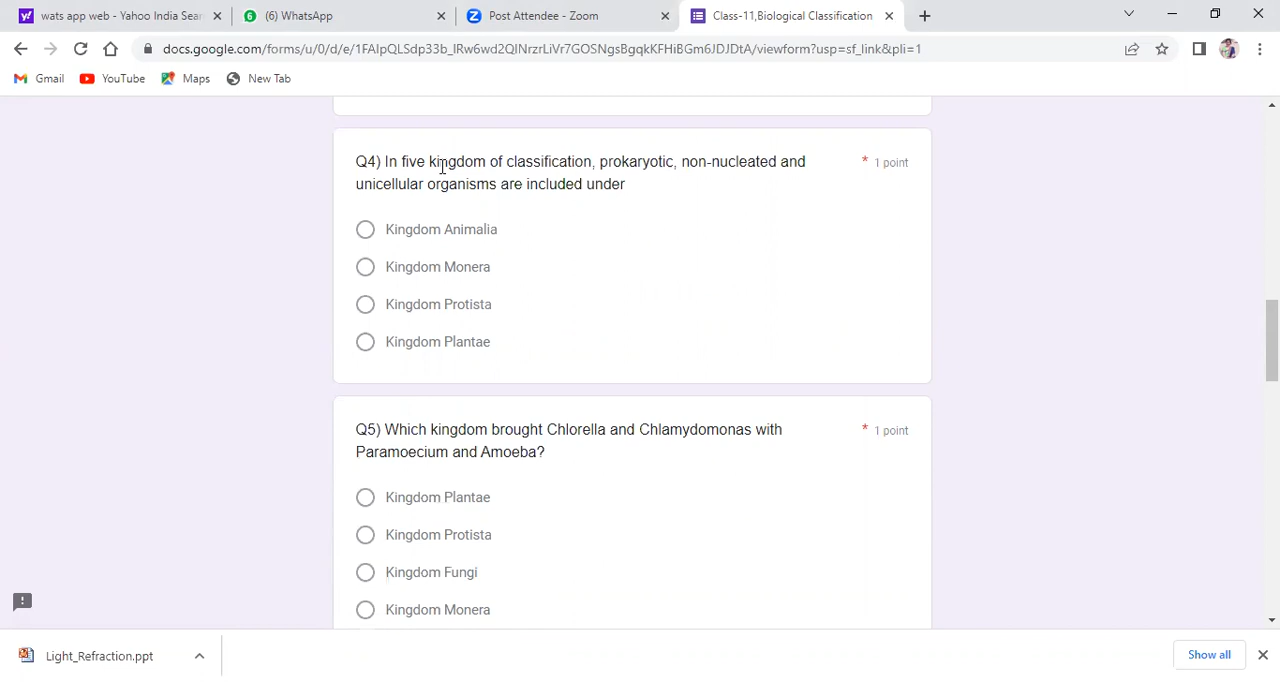 wats app web - Yahoo India Sear
6
(6) WhatsApp
Post Attendee - Zoom
Class-11,Biological Classification
docs.google.com/forms/u/0/d/e/1FAIpQLSdp33b_lRw6wd2QINrzrLiVr7GOSNgsBgqkKFHiBGm6JDJDtA/viewform?usp=sf_link&pli=1
Gmail
YouTube
Maps
New Tab
Q4) In five kingdom of classification, prokaryotic, non-nucleated and
unicellular organisms are included under
* 1 point
Kingdom Animalia
Kingdom Monera
Kingdom Protista
Kingdom Plantae
Q5) Which kingdom brought Chlorella and Chlamydomonas with
Paramoecium and Amoeba?
* 1 point
Kingdom Plantae
Kingdom Protista
Kingdom Fungi
Kingdom Monera
Light_Refraction.ppt
Show all